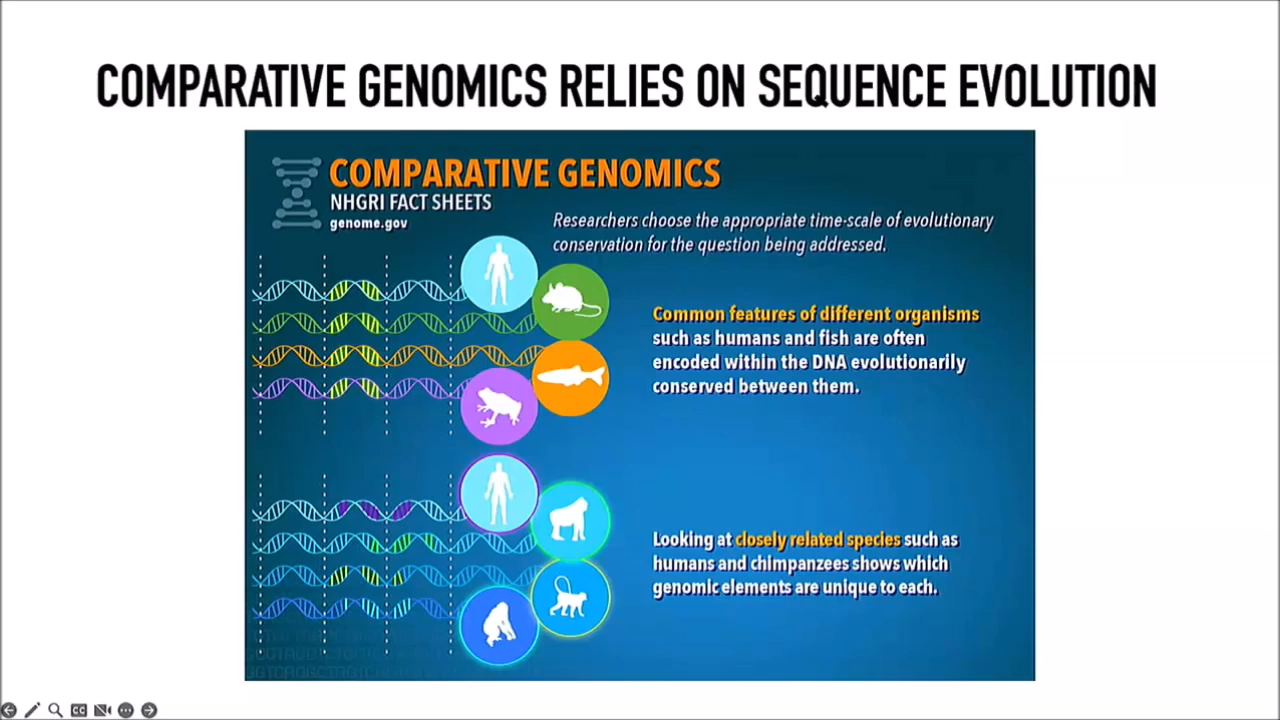 COMPARATIVE GENOMICS RELIES ON SEQUENCE EVOLUTION
COMPARATIVE GENOMICS
NHGRI FACT SHEETS
genome.gov
Researchers choose the appropriate time-scale of evolutionary
conservation for the question being addressed.
Common features of different organisms
such as humans and fish are often
encoded within the DNA evolutionarily
conserved between them.
Looking at closely related species such as
humans and chimpanzees shows which
genomic elements are unique to each.
CC